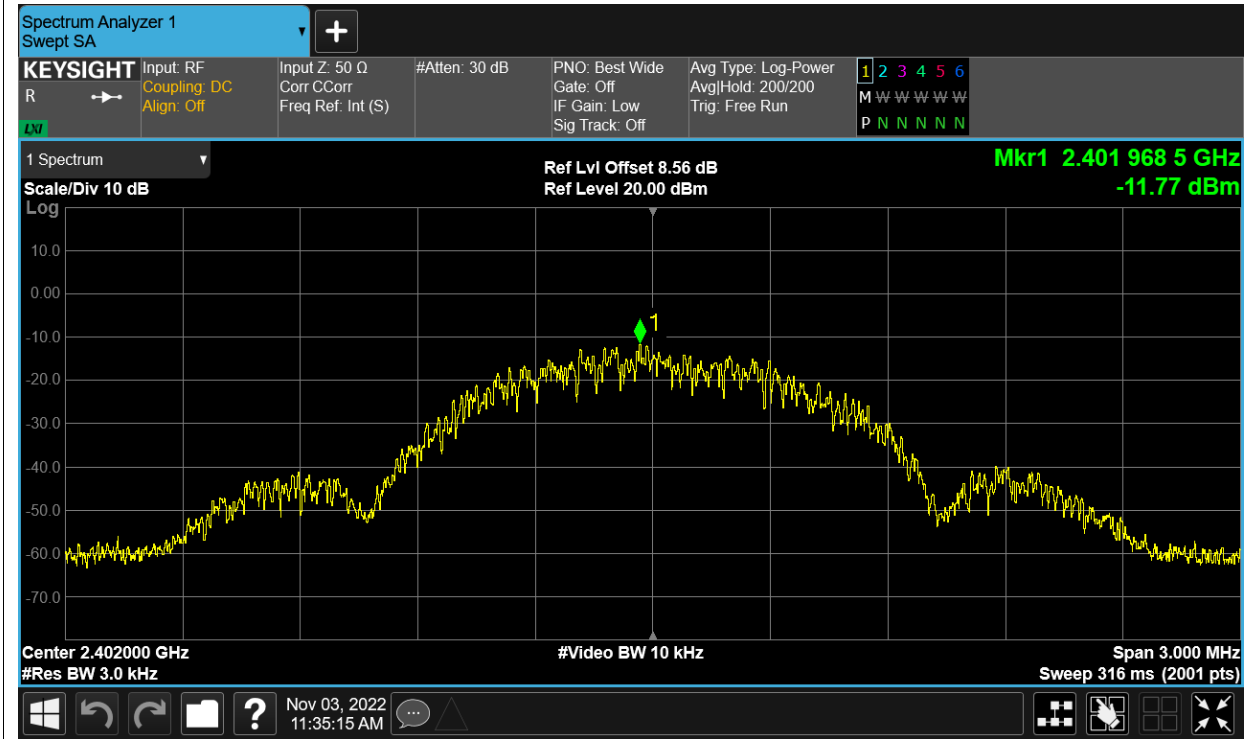 Spectrum Analyzer 1
Swept SA
+
KEYSIGHT
R
LXI
Input: RF
Coupling: DC
Align: Off
Input Z: 50 Ω
Corr CCorr
Freq Ref: Int (S)
#Atten: 30 dB
PNO: Best Wide
Gate: Off
IF Gain: Low
Sig Track: Off
Avg Type: Log-Power
Avg|Hold: 200/200
Trig: Free Run
1 2 3 4 5 6
M W W W W W
P N N N N N
1 Spectrum
Scale/Div 10 dB
Log
Ref Lvl Offset 8.56 dB
Ref Level 20.00 dBm
Mkr1 2.401 968 5 GHz
-11.77 dBm
10.0
0.00
-10.0
-20.0
-30.0
-40.0
-50.0
-60.0
-70.0
1
Center 2.402000 GHz
#Res BW 3.0 kHz
#Video BW 10 kHz
Span 3.000 MHz
Sweep 316 ms (2001 pts)
?
Nov 03, 2022
11:35:15 AM